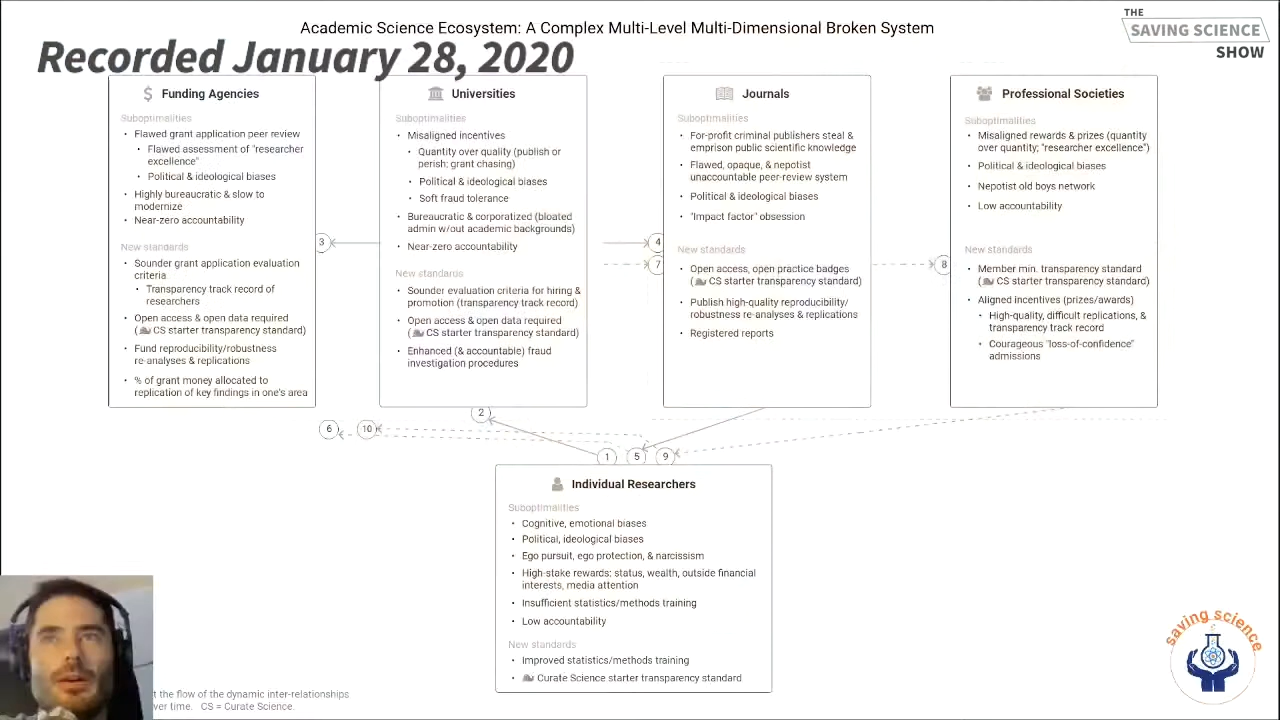 Academic Science Ecosystem: A Complex Multi-Level Multi-Dimensional Broken System
THE
SAVING SCIENCE
SHOW
Recorded January 28, 2020
Funding Agencies
Suboptimalities
• Flawed grant application peer review
• Flawed assessment of "researcher
excellence"
• Political & ideological biases
• Highly bureaucratic & slow to
modernize
• Near-zero accountability
New standards
• Sounder grant application evaluation
criteria
• Transparency track record of
researchers
• Open access & open data required
( CS starter transparency standard)
• Fund reproducibility/robustness
re-analyses & replications
• % of grant money allocated to
replication of key findings in one's area
Universities
Suboptimalities
• Misaligned incentives
• Quantity over quality (publish or
perish; grant chasing)
• Political & ideological biases
• Soft fraud tolerance
• Bureaucratic & corporatized (bloated
admin w/out academic backgrounds)
• Near-zero accountability
New standards
• Sounder evaluation criteria for hiring &
promotion (transparency track record)
• Open access & open data required
( CS starter transparency standard)
• Enhanced (& accountable) fraud
investigation procedures
Journals
Suboptimalities
• For-profit criminal publishers steal &
emprison public scientific knowledge
• Flawed, opaque, & nepotist
unaccountable peer-review system
• Political & ideological biases
• "Impact factor" obsession
New standards
• Open access, open practice badges
( CS starter transparency standard)
• Publish high-quality reproducibility/
robustness re-analyses & replications
• Registered reports
Professional Societies
Suboptimalities
• Misaligned rewards & prizes (quantity
over quantity; "researcher excellence")
• Political & ideological biases
• Nepotist old boys network
• Low accountability
New standards
• Member min. transparency standard
( CS starter transparency standard)
• Aligned incentives (prizes/awards)
• High-quality, difficult replications, &
transparency track record
• Courageous "loss-of-confidence"
admissions
3
4
7
8
2
6
10
1
5
9
Individual Researchers
Suboptimalities
• Cognitive, emotional biases
• Political, ideological biases
• Ego pursuit, ego protection, & narcissism
• High-stake rewards: status, wealth, outside financial
interests, media attention
• Insufficient statistics/methods training
• Low accountability
New standards
• Improved statistics/methods training
• Curate Science starter transparency standard
t the flow of the dynamic inter-relationships
ver time. CS = Curate Science.
saving science